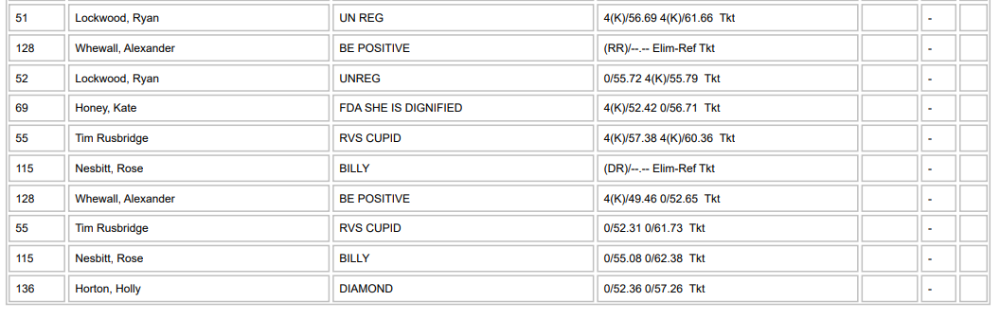 51 Lockwood, Ryan UN REG 4(K)/56.69 4(K)/61.66 Tkt -
128 Whewall, Alexander BE POSITIVE (RR)/--.-- Elim-Ref Tkt -
52 Lockwood, Ryan UNREG 0/55.72 4(K)/55.79 Tkt -
69 Honey, Kate FDA SHE IS DIGNIFIED 4(K)/52.42 0/56.71 Tkt -
55 Tim Rusbridge RVS CUPID 4(K)/57.38 4(K)/60.36 Tkt -
115 Nesbitt, Rose BILLY (DR)/--.-- Elim-Ref Tkt -
128 Whewall, Alexander BE POSITIVE 4(K)/49.46 0/52.65 Tkt -
55 Tim Rusbridge RVS CUPID 0/52.31 0/61.73 Tkt -
115 Nesbitt, Rose BILLY 0/55.08 0/62.38 Tkt -
136 Horton, Holly DIAMOND 0/52.36 0/57.26 Tkt -